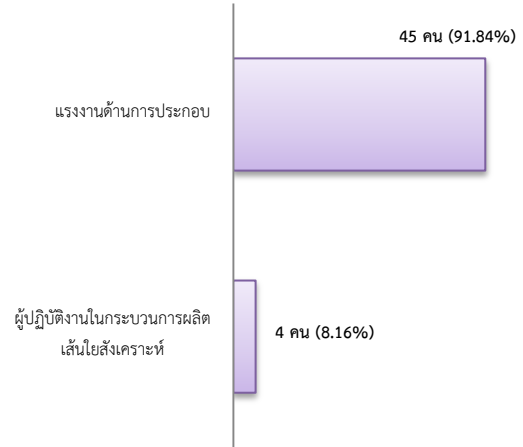 45 คน (91.84%)
แรงงานด้านการประกอบ
ผู้ปฏิบัติงานในกระบวนการผลิต
เส้นใยสังเคราะห์
4 คน (8.16%)